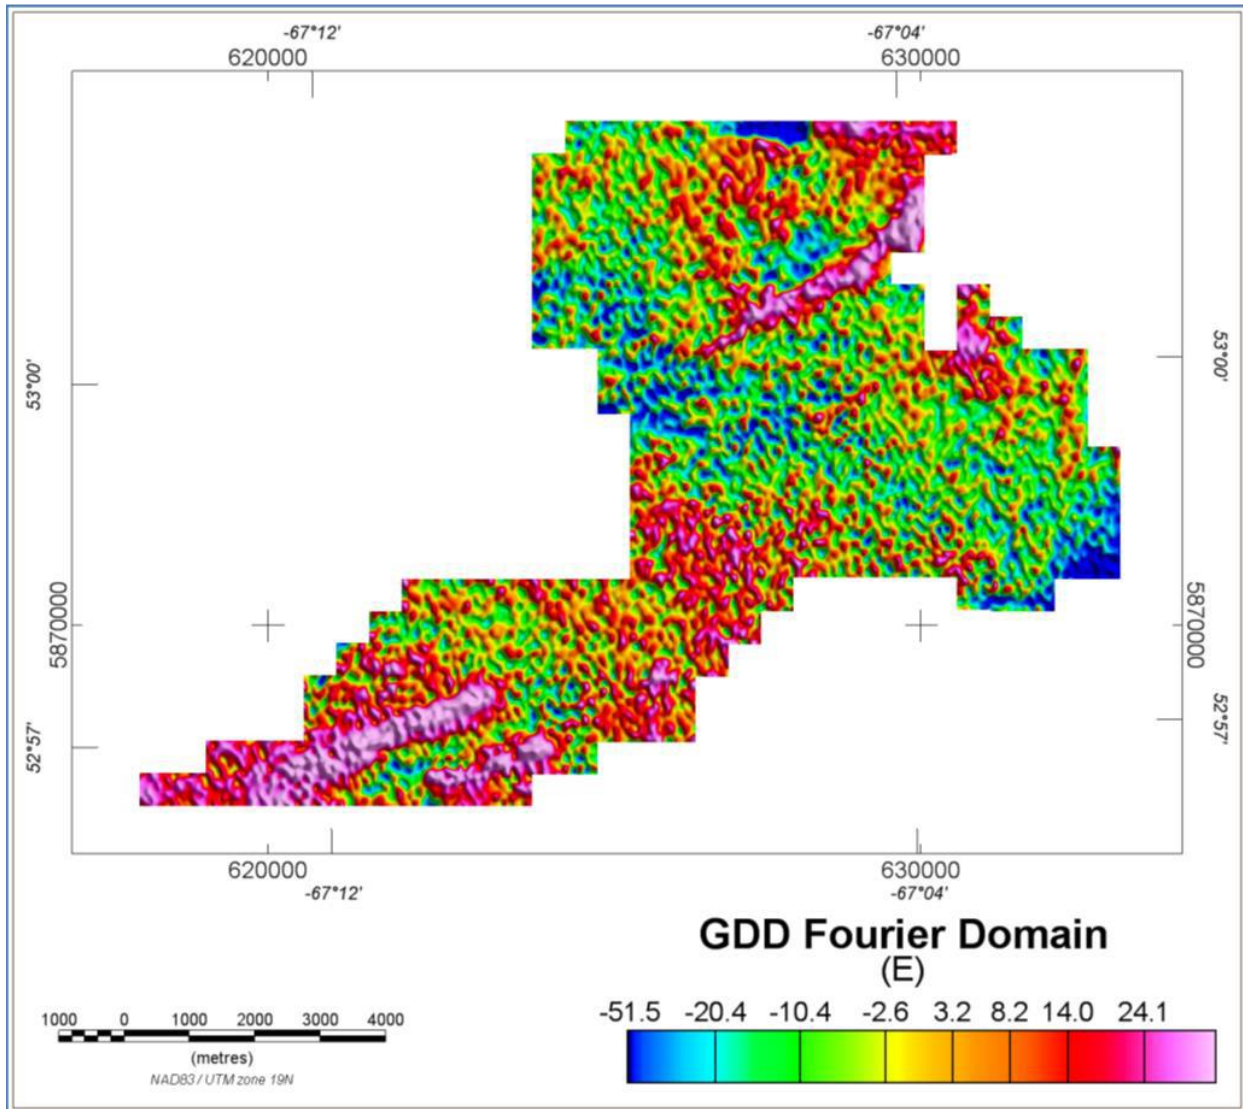 -67°12' -67°04'
620000 630000
53°00'
53°00'
5870000
5870000
52°57'
52°57'
620000 630000
-67°12' -67°04'
GDD Fourier Domain
(E)
-51.5 -20.4 -10.4 -2.6 3.2 8.2 14.0 24.1
1000 0 1000 2000 3000 4000
(metres)
NAD83 / UTM zone 19N